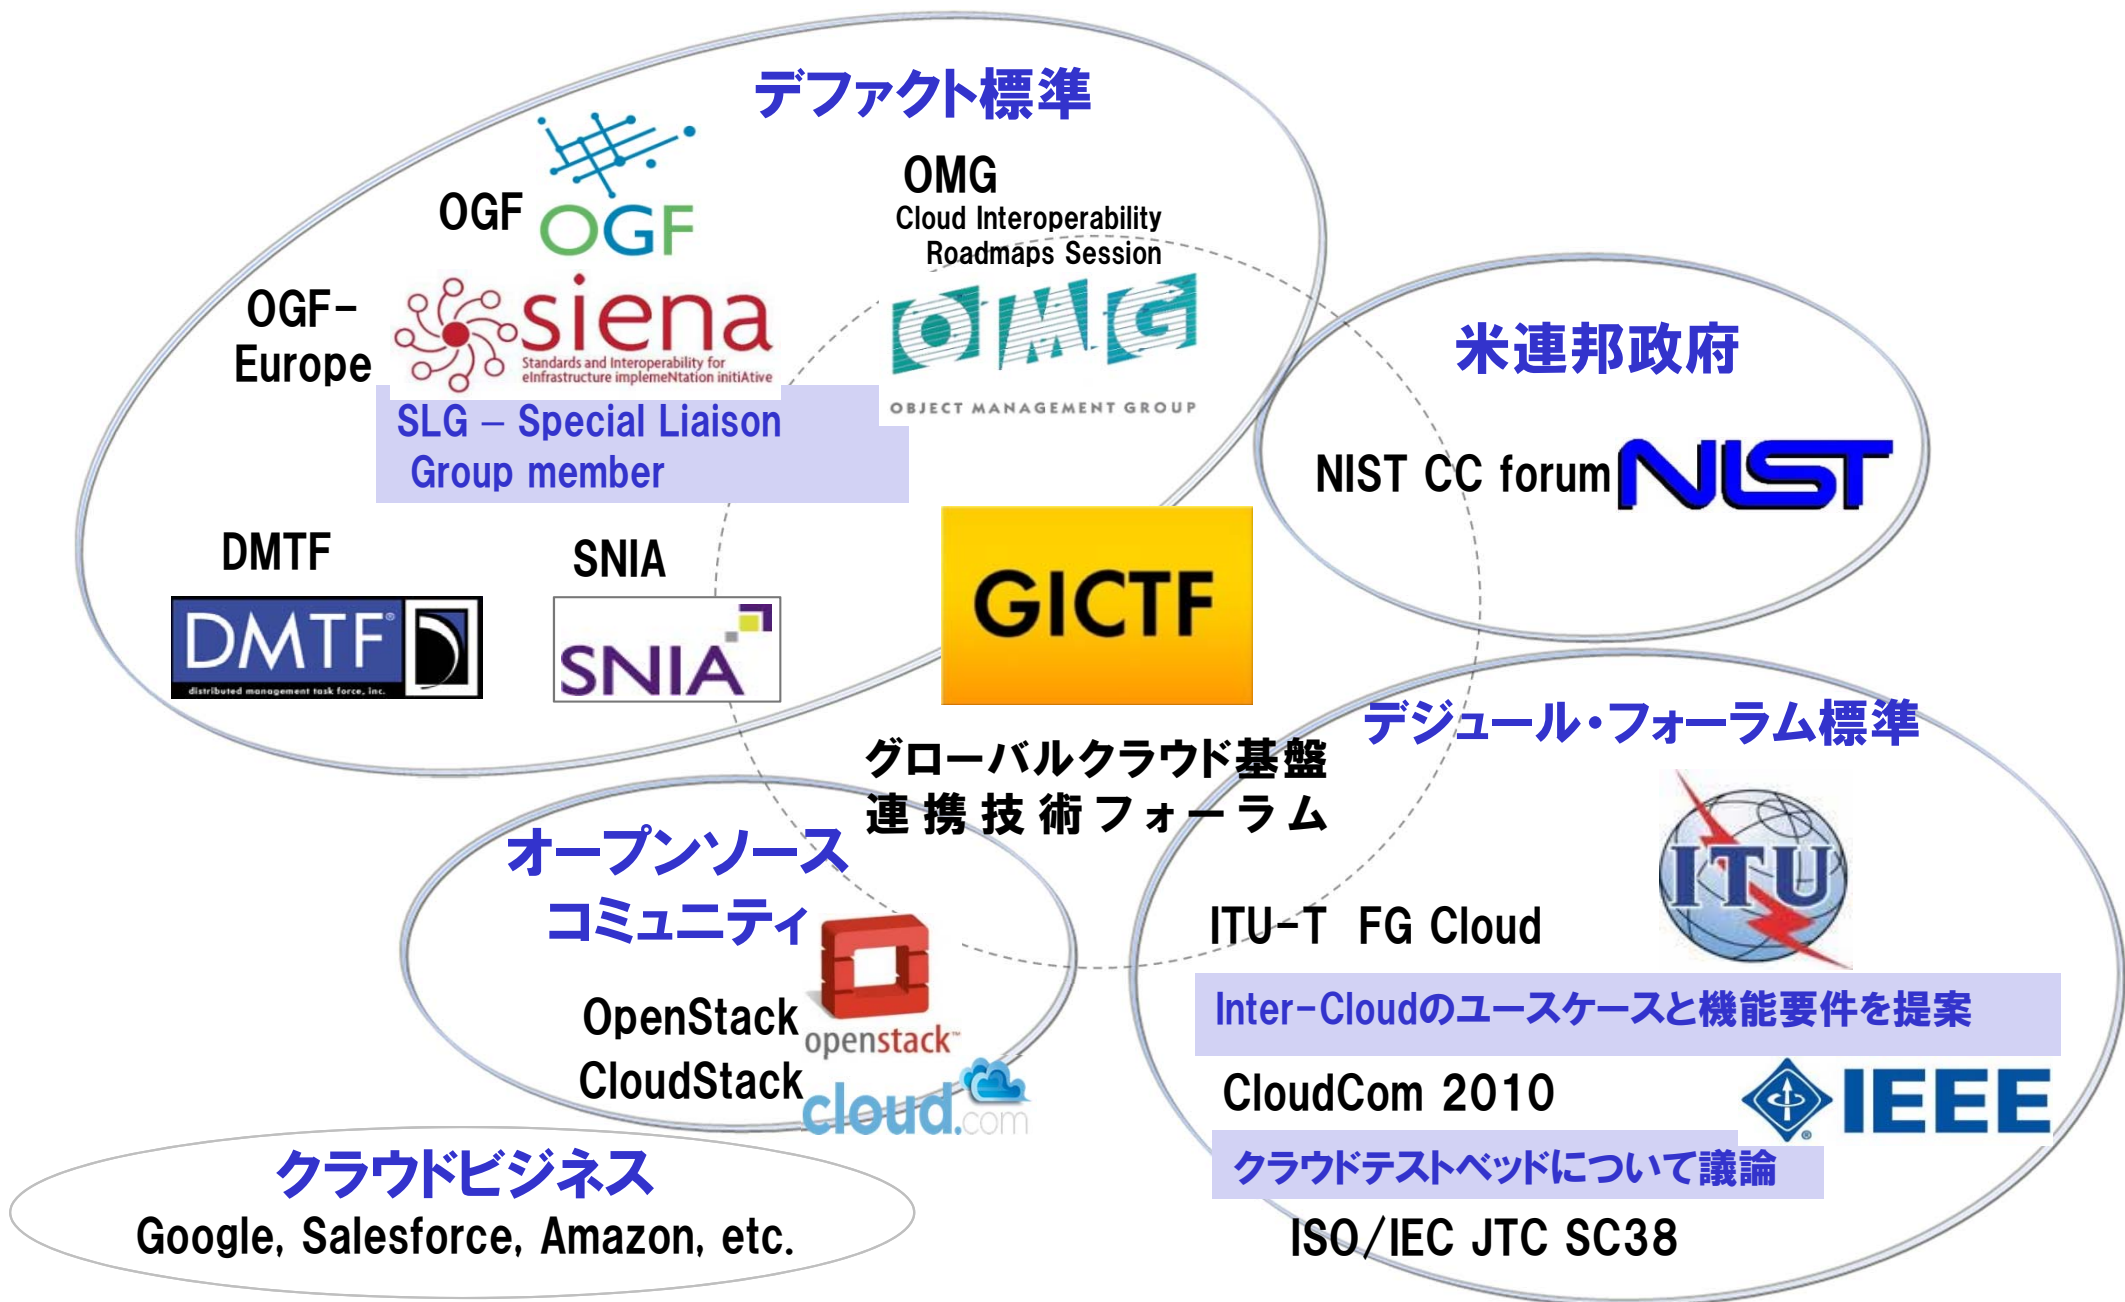 デファクト標準
OGF
OGF
OMG
Cloud Interoperability
Roadmaps Session
OGF-
Europe
siena
Standards and Interoperability for
eInfrastructure implemeNtation initiAtive
OMG
OBJECT MANAGEMENT GROUP
SLG – Special Liaison
Group member
DMTF
DMTF®
distributed management task force, inc.
SNIA
SNIA
米連邦政府
NIST CC forum
NIST
GICTF
グローバルクラウド基盤
連携技術フォーラム
デジュール・フォーラム標準
ITU
ITU-T FG Cloud
Inter-Cloudのユースケースと機能要件を提案
CloudCom 2010
IEEE®
クラウドテストベッドについて議論
ISO/IEC JTC SC38
オープンソース
コミュニティ
OpenStack
openstack™
CloudStack
cloud.com
クラウドビジネス
Google, Salesforce, Amazon, etc.